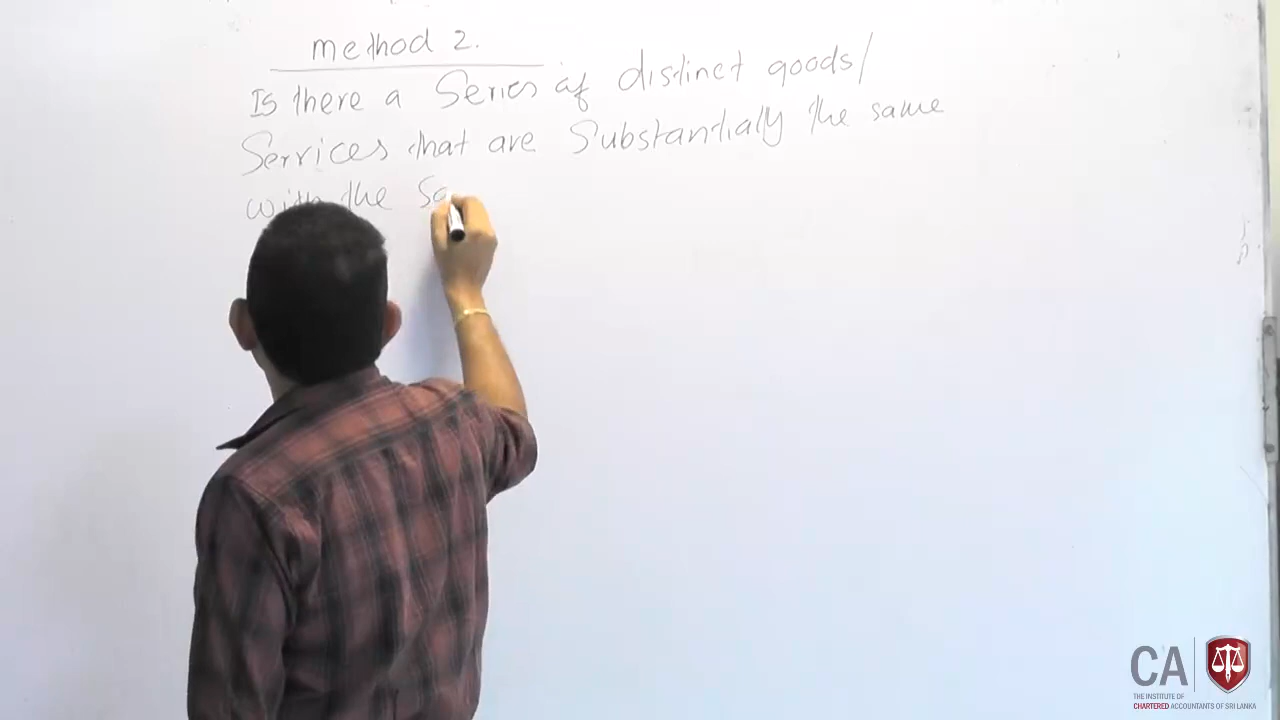 method 2.
Is there a Series of distinct goods/
Services that are Substantially the same
with the Sa
CA
THE INSTITUTE OF
CHARTERED ACCOUNTANTS OF SRI LANKA